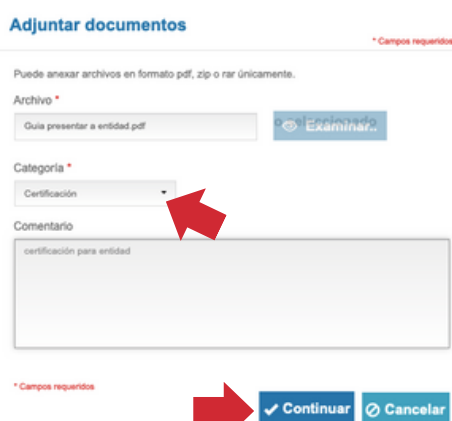 Adjuntar documentos
* Campos requeridos
Puede anexar archivos en formato pdf, zip o rar únicamente.
Archivo *
Guia presentar a entidad.pdf
Examinar..
Categoría *
Certificación
Comentario
certificación para entidad
* Campos requeridos
Continuar
Cancelar